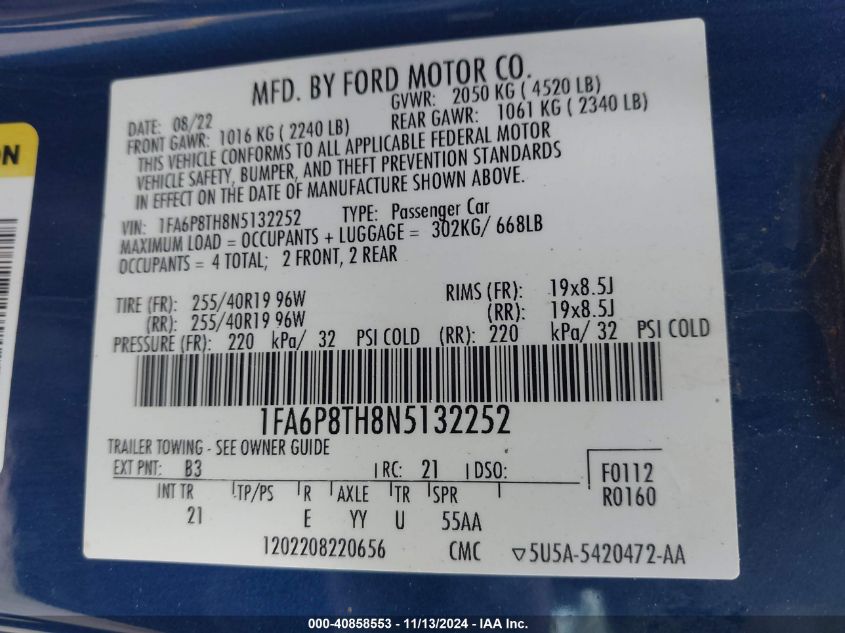 ON
MFD. BY FORD MOTOR CO.
DATE: 08/22 GVWR: 2050 KG ( 4520 LB)
FRONT GAWR: 1016 KG ( 2240 LB) REAR GAWR: 1061 KG ( 2340 LB)
THIS VEHICLE CONFORMS TO ALL APPLICABLE FEDERAL MOTOR
VEHICLE SAFETY, BUMPER, AND THEFT PREVENTION STANDARDS
IN EFFECT ON THE DATE OF MANUFACTURE SHOWN ABOVE.
VIN: 1FA6P8TH8N5132252 TYPE: Passenger Car
MAXIMUM LOAD = OCCUPANTS + LUGGAGE = 302KG/ 668LB
OCCUPANTS = 4 TOTAL; 2 FRONT, 2 REAR
TIRE (FR): 255/40R19 96W RIMS (FR): 19x8.5J
(RR): 255/40R19 96W (RR): 19x8.5J
PRESSURE (FR): 220 kPa/ 32 PSI COLD (RR): 220 kPa/ 32 PSI COLD
1FA6P8TH8N5132252
TRAILER TOWING - SEE OWNER GUIDE
EXT PNT: B3 RC: 21 DSO: F0112
INT TR TP/PS R AXLE TR SPR R0160
21 E YY U 55AA
1202208220656 CMC ▽5U5A-5420472-AA
000-40858553 - 11/13/2024 - IAA Inc.